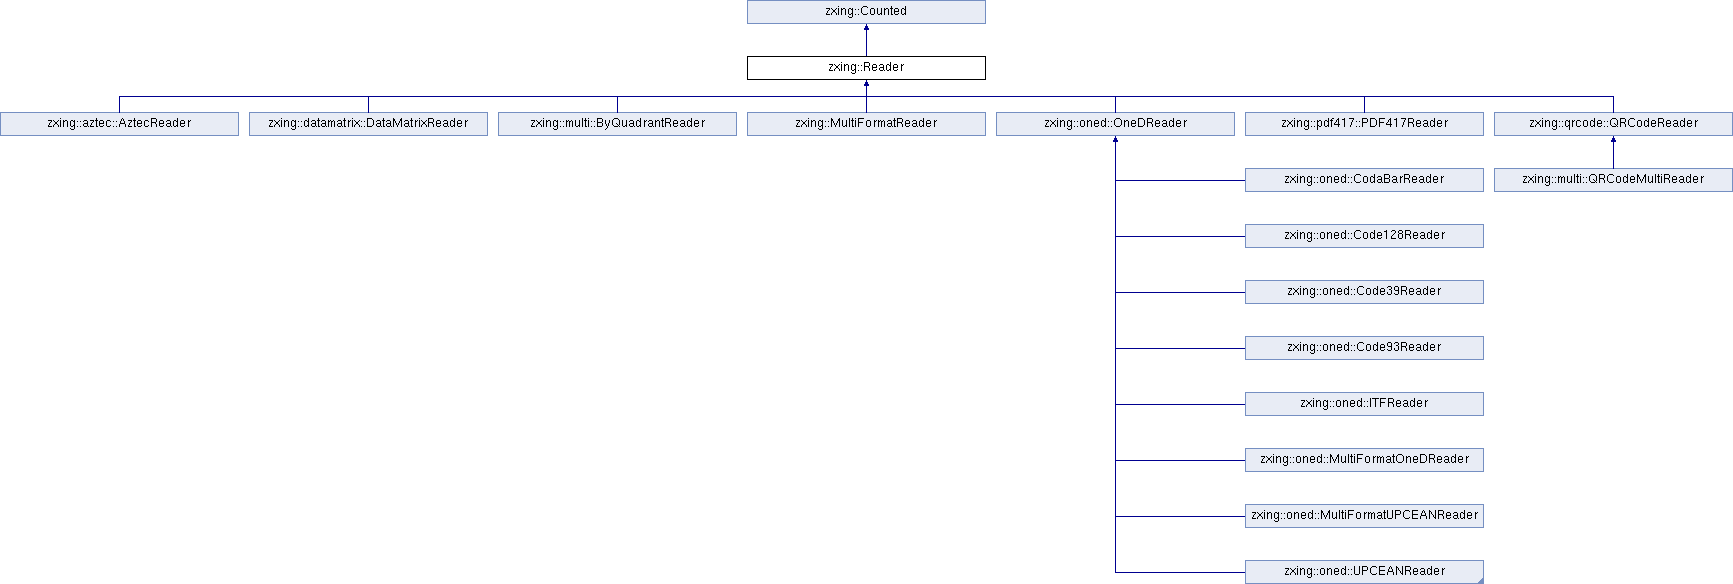 zxing::Counted
zxing::Reader
zxing::aztec::AztecReader
zxing::datamatrix::DataMatrixReader
zxing::multi::ByQuadrantReader
zxing::MultiFormatReader
zxing::oned::OneDReader
zxing::pdf417::PDF417Reader
zxing::qrcode::QRCodeReader
zxing::oned::CodaBarReader
zxing::multi::QRCodeMultiReader
zxing::oned::Code128Reader
zxing::oned::Code39Reader
zxing::oned::Code93Reader
zxing::oned::ITFReader
zxing::oned::MultiFormatOneDReader
zxing::oned::MultiFormatUPCEANReader
zxing::oned::UPCEANReader